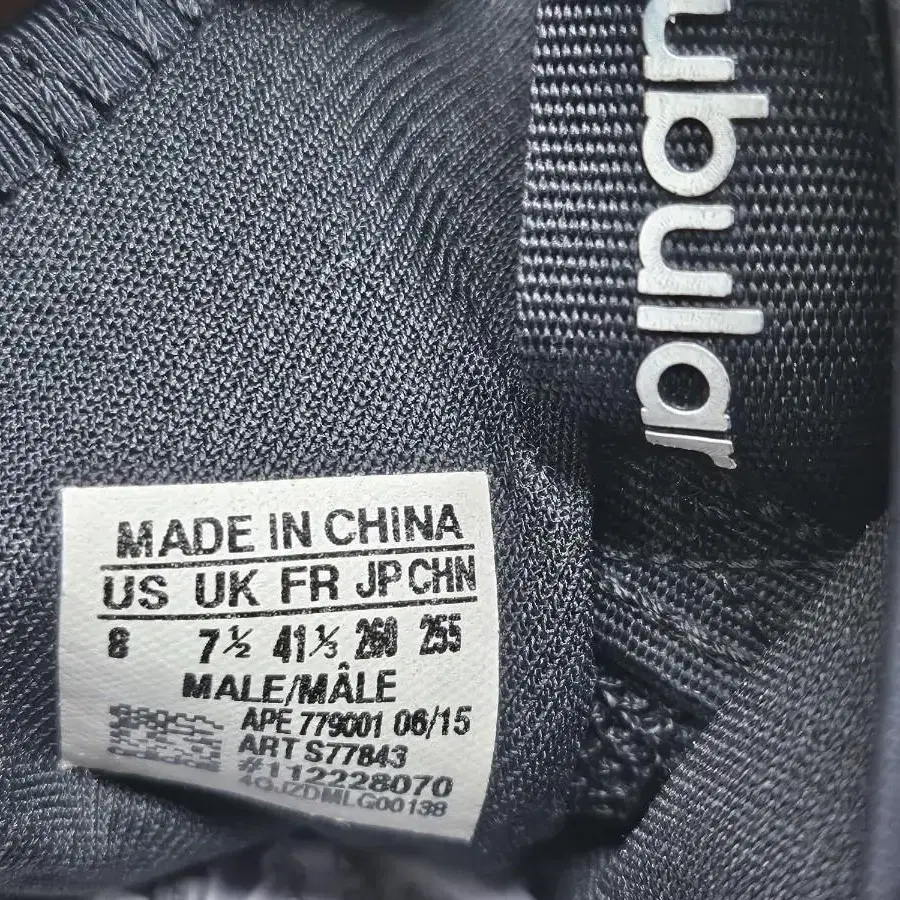 ubular
MADE IN CHINA
US UK FR JP CHN
8 7½ 41⅓ 260 255
MALE/MÂLE
APE 779001 06/15
ART S77843
#112228070
4QJZDMLG00138